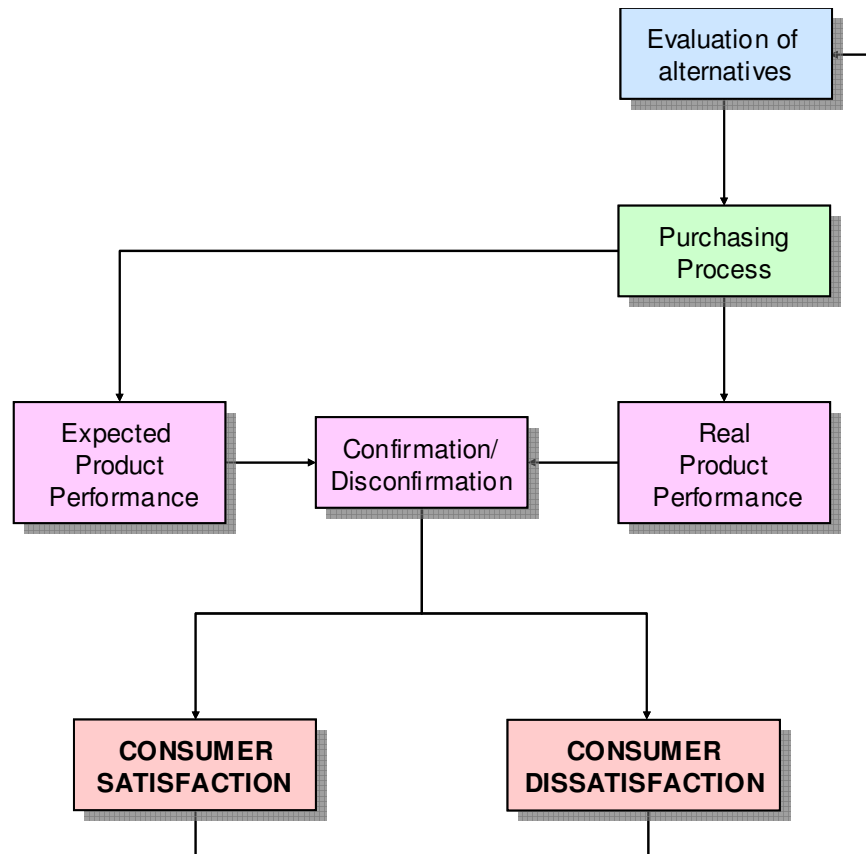 Evaluation of
alternatives
Purchasing
Process
Expected
Product
Performance
Confirmation/
Disconfirmation
Real
Product
Performance
CONSUMER
SATISFACTION
CONSUMER
DISSATISFACTION